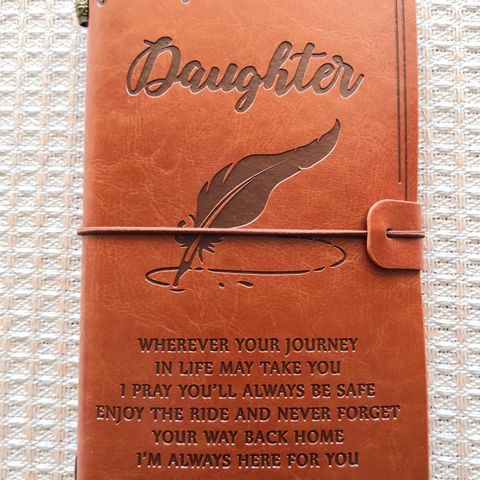 Daughter
WHEREVER YOUR JOURNEY
IN LIFE MAY TAKE YOU
I PRAY YOU'LL ALWAYS BE SAFE
ENJOY THE RIDE AND NEVER FORGET
YOUR WAY BACK HOME
I'M ALWAYS HERE FOR YOU